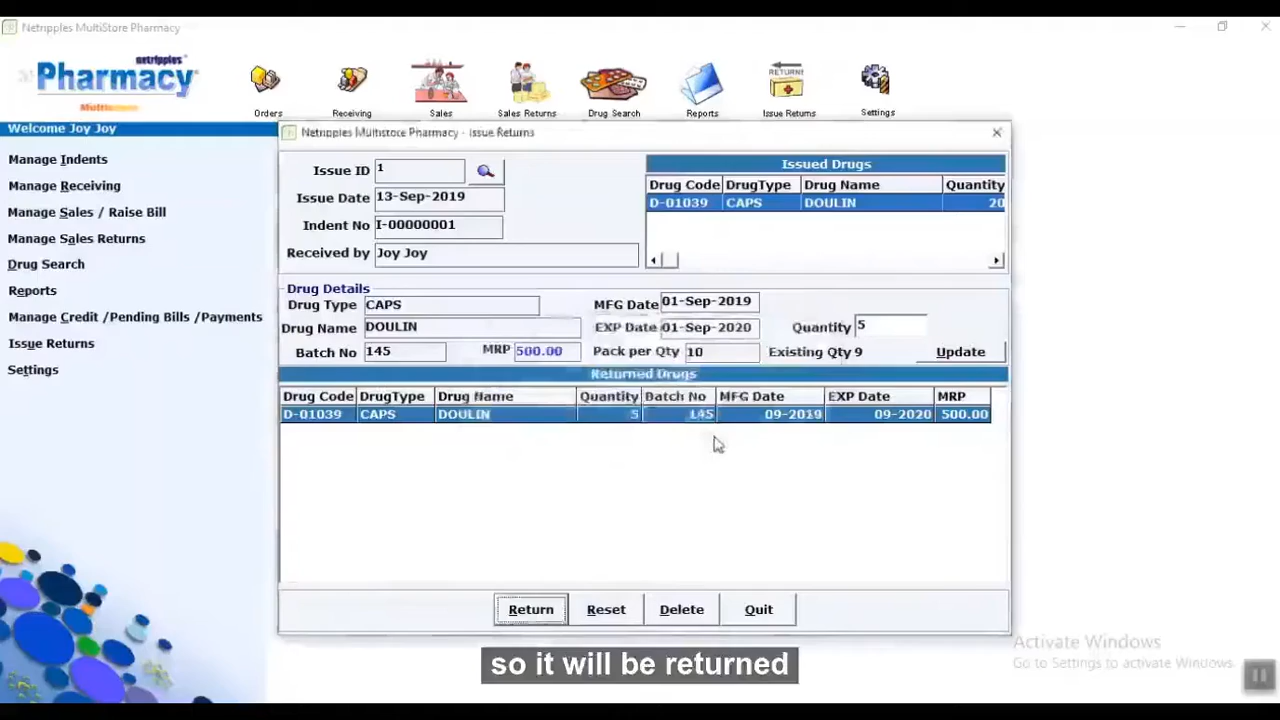 Netripples MultiStore Pharmacy
netripples
Pharmacy
Orders
Receiving
Sales
Sales Returns
Drug Search
Reports
RETURN!
Issue Returns
Settings
Welcome Joy Joy
Manage Indents
Manage Receiving
Manage Sales / Raise Bill
Manage Sales Returns
Drug Search
Reports
Manage Credit /Pending Bills /Payments
Issue Returns
Settings
Netripples Multistore Pharmacy - Issue Returns
Issue ID 1
Issue Date 13-Sep-2019
Indent No I-00000001
Received by Joy Joy
Issued Drugs
Drug Code DrugType Drug Name Quantity
D-01039 CAPS DOULIN 20
Drug Details
Drug Type CAPS MFG Date 01-Sep-2019
Drug Name DOULIN EXP Date 01-Sep-2020 Quantity 5
Batch No 145 MRP 500.00 Pack per Qty 10 Existing Qty 9 Update
Returned Drugs
Drug Code DrugType Drug Name Quantity Batch No MFG Date EXP Date MRP
D-01039 CAPS DOULIN 5 145 09-2019 09-2020 500.00
Return Reset Delete Quit
Activate Windows
Go to Settings to activate Windows.
so it will be returned